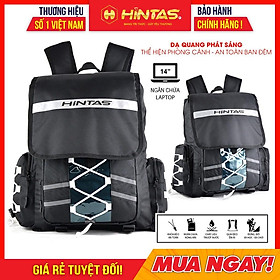 THƯƠNG HIỆU
SỐ 1 VIỆT NAM
HINTAS®
BẢO HÀNH
CHÍNH HÃNG !
DẠ QUANG PHÁT SÁNG
THỂ HIỆN PHONG CÁCH - AN TOÀN BAN ĐÊM
14"
NGĂN CHỨA
LAPTOP
HINTAS
HINTAS
GIÁ RẺ TUYỆT ĐỐI!
MUA NGAY!